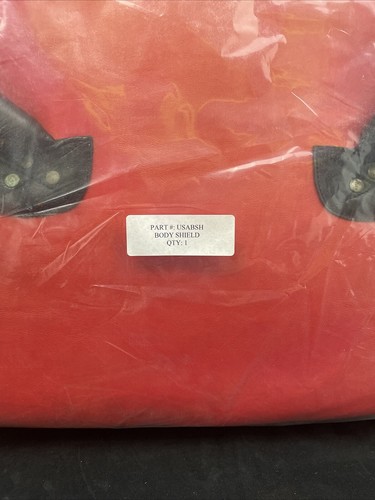 PART #: USABSH
BODY SHIELD
QTY: 1